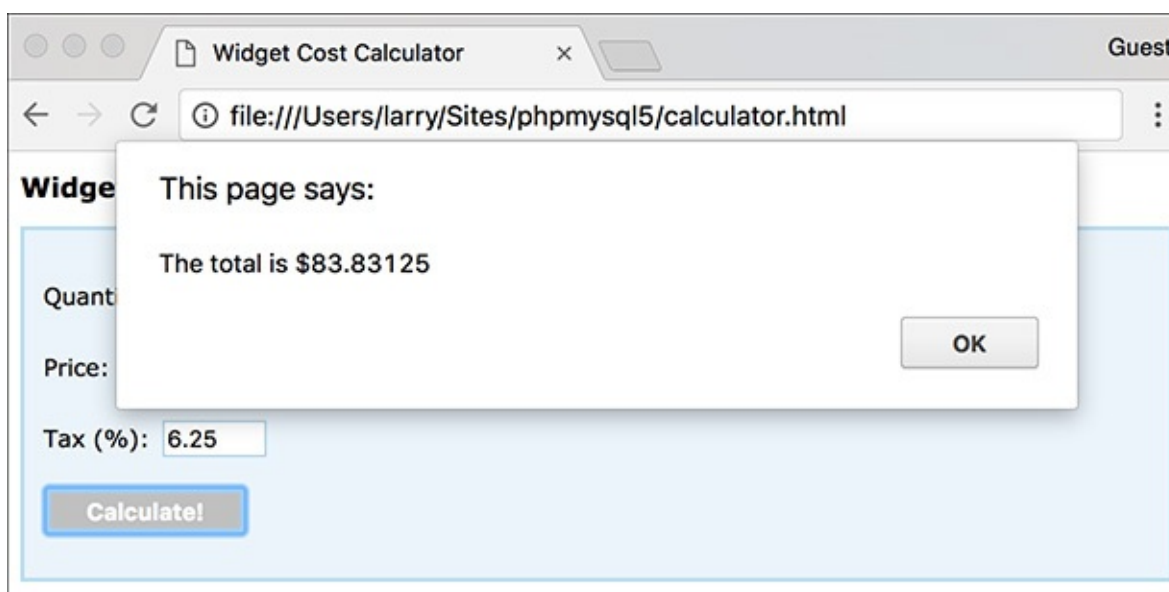 Widget Cost Calculator
Guest
file:///Users/larry/Sites/phpmysql5/calculator.html
Widge
This page says:
The total is $83.83125
OK
Quanti
Price:
Tax (%): 6.25
Calculate!